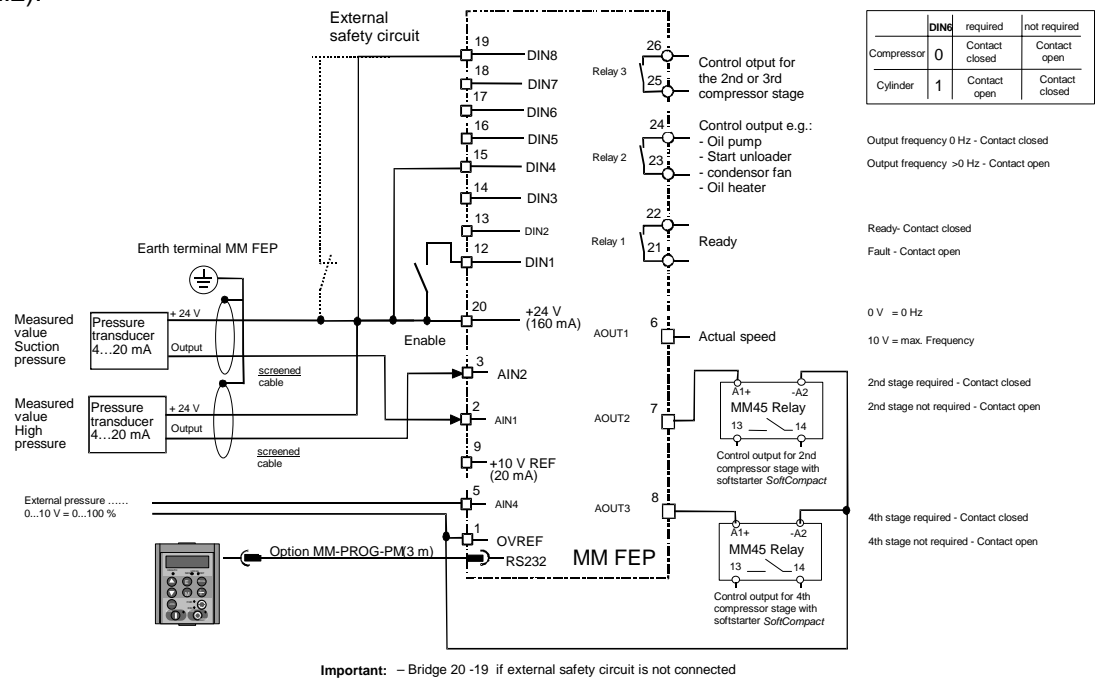 External
safety circuit
19
DIN8
18
DIN7
17
DIN6
16
DIN5
15
DIN4
14
DIN3
13
DIN2
12
DIN1
20
+24 V
(160 mA)
Enable
3
AIN2
2
AIN1
9
+10 V REF
(20 mA)
5
AIN4
1
OVREF
RS232
MM FEP
Earth terminal MM FEP
Measured
value
Suction
pressure
Pressure
transducer
4…20 mA
+ 24 V
Output
screened
cable
Measured
value
High
pressure
Pressure
transducer
4…20 mA
+ 24 V
Output
screened
cable
External pressure ……
0...10 V = 0...100 %
Option MM-PROG-PM(3 m)
26
Relay 3
25
Control otput for
the 2nd or 3rd
compressor stage
24
Relay 2
23
Control output e.g.:
- Oil pump
- Start unloader
- condensor fan
- Oil heater
22
Relay 1
21
Ready
6
AOUT1
Actual speed
7
AOUT2
A1+
-A2
MM45 Relay
13
14
Control output for 2nd
compressor stage with
softstarter SoftCompact
8
AOUT3
A1+
-A2
MM45 Relay
13
14
Control output for 4th
compressor stage with
softstarter SoftCompact
DIN6 required not required
Compressor 0 Contact closed Contact open
Cylinder 1 Contact open Contact closed
Output frequency 0 Hz - Contact closed
Output frequency >0 Hz - Contact open
Ready- Contact closed
Fault - Contact open
0 V = 0 Hz
10 V = max. Frequency
2nd stage required - Contact closed
2nd stage not required - Contact open
4th stage required - Contact closed
4th stage not required - Contact open
Important: – Bridge 20 -19 if external safety circuit is not connected